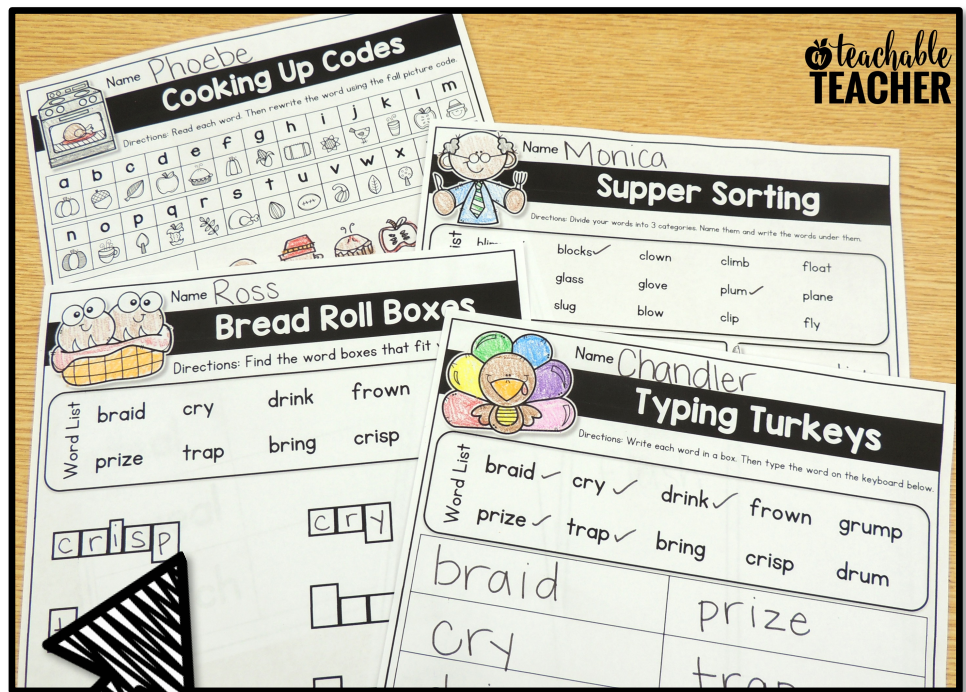 teachable
TEACHER
Name Phoebe
Cooking Up Codes
Directions: Read each word. Then rewrite the word using the fall picture code.
a b c d e f g h i j k l m
n o p q r s t u v w x
Name Monica
Supper Sorting
Directions: Divide your words into 3 categories. Name them and write the words under them.
blocks✓ clown climb float
glass glove plum✓ plane
slug blow clip fly
Name Ross
Bread Roll Boxes
Directions: Find the word boxes that fit
Word List
braid cry drink frown
prize trap bring crisp
crisp cry
Name Chandler
Typing Turkeys
Directions: Write each word in a box. Then type the word on the keyboard below.
Word List
braid ✓ cry ✓ drink ✓ frown grump
prize ✓ trap ✓ bring crisp drum
braid prize
cry trap